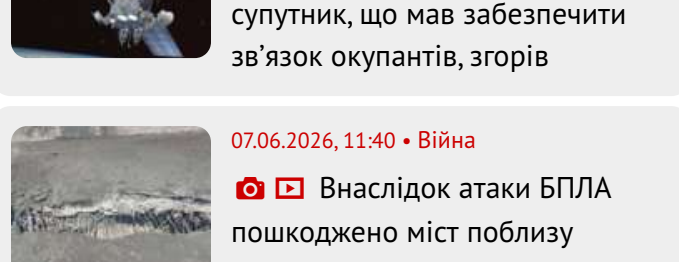 супутник, що мав забезпечити
зв’язок окупантів, згорів
07.06.2026, 11:40 • Війна
Внаслідок атаки БПЛА
пошкоджено міст поблизу